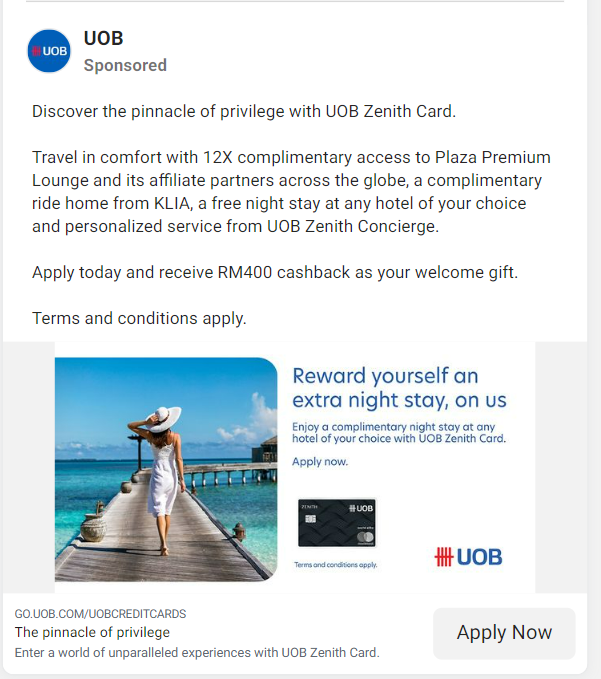 UOB
UOB
Sponsored
Discover the pinnacle of privilege with UOB Zenith Card.
Travel in comfort with 12X complimentary access to Plaza Premium
Lounge and its affiliate partners across the globe, a complimentary
ride home from KLIA, a free night stay at any hotel of your choice
and personalized service from UOB Zenith Concierge.
Apply today and receive RM400 cashback as your welcome gift.
Terms and conditions apply.
Reward yourself an
extra night stay, on us
Enjoy a complimentary night stay at any
hotel of your choice with UOB Zenith Card.
Apply now.
ZENITH
UOB
Terms and conditions apply.
UOB
GO.UOB.COM/UOBCREDITCARDS
The pinnacle of privilege
Enter a world of unparalleled experiences with UOB Zenith Card.
Apply Now